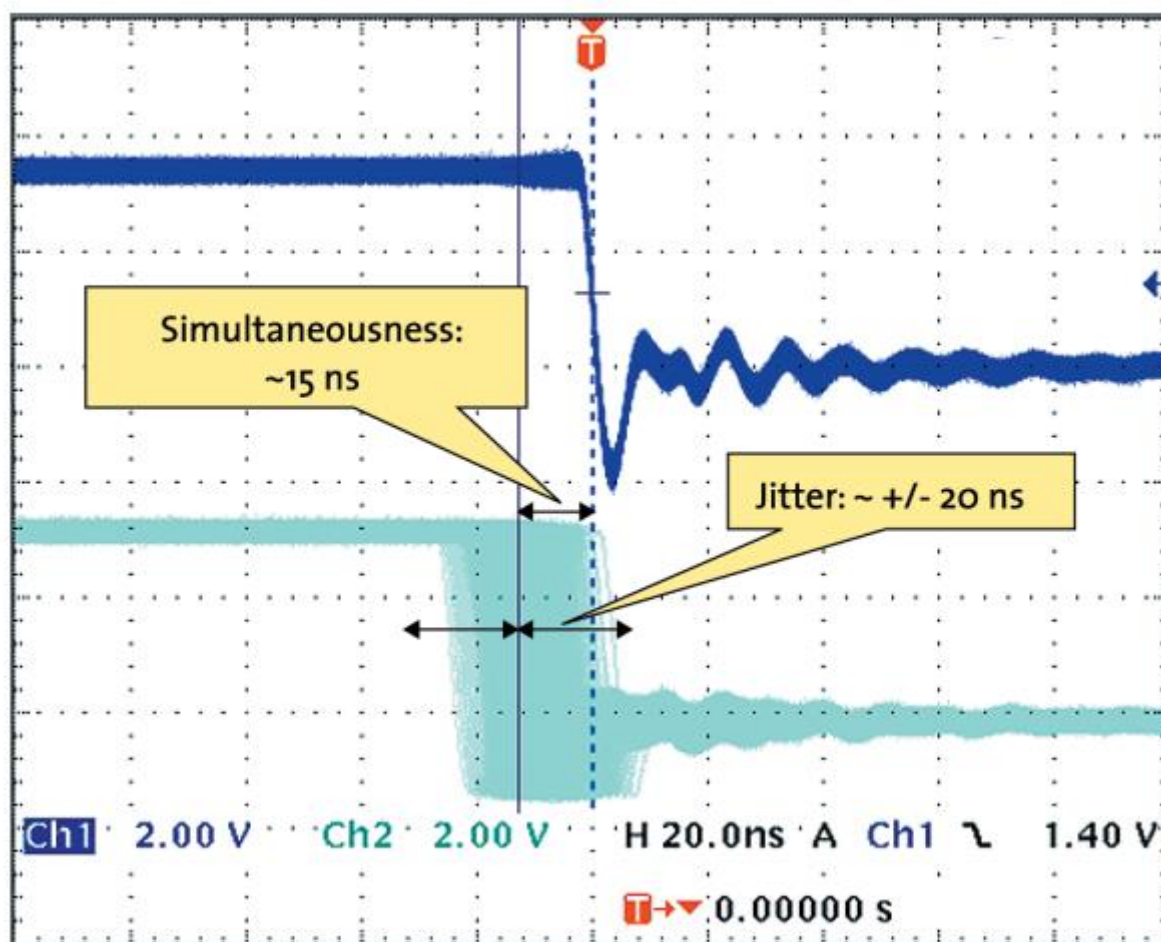 T
Simultaneousness:
~15 ns
Jitter: ~ +/- 20 ns
Ch1 2.00 V Ch2 2.00 V H 20.0ns A Ch1 1.40 V
T 0.00000 s